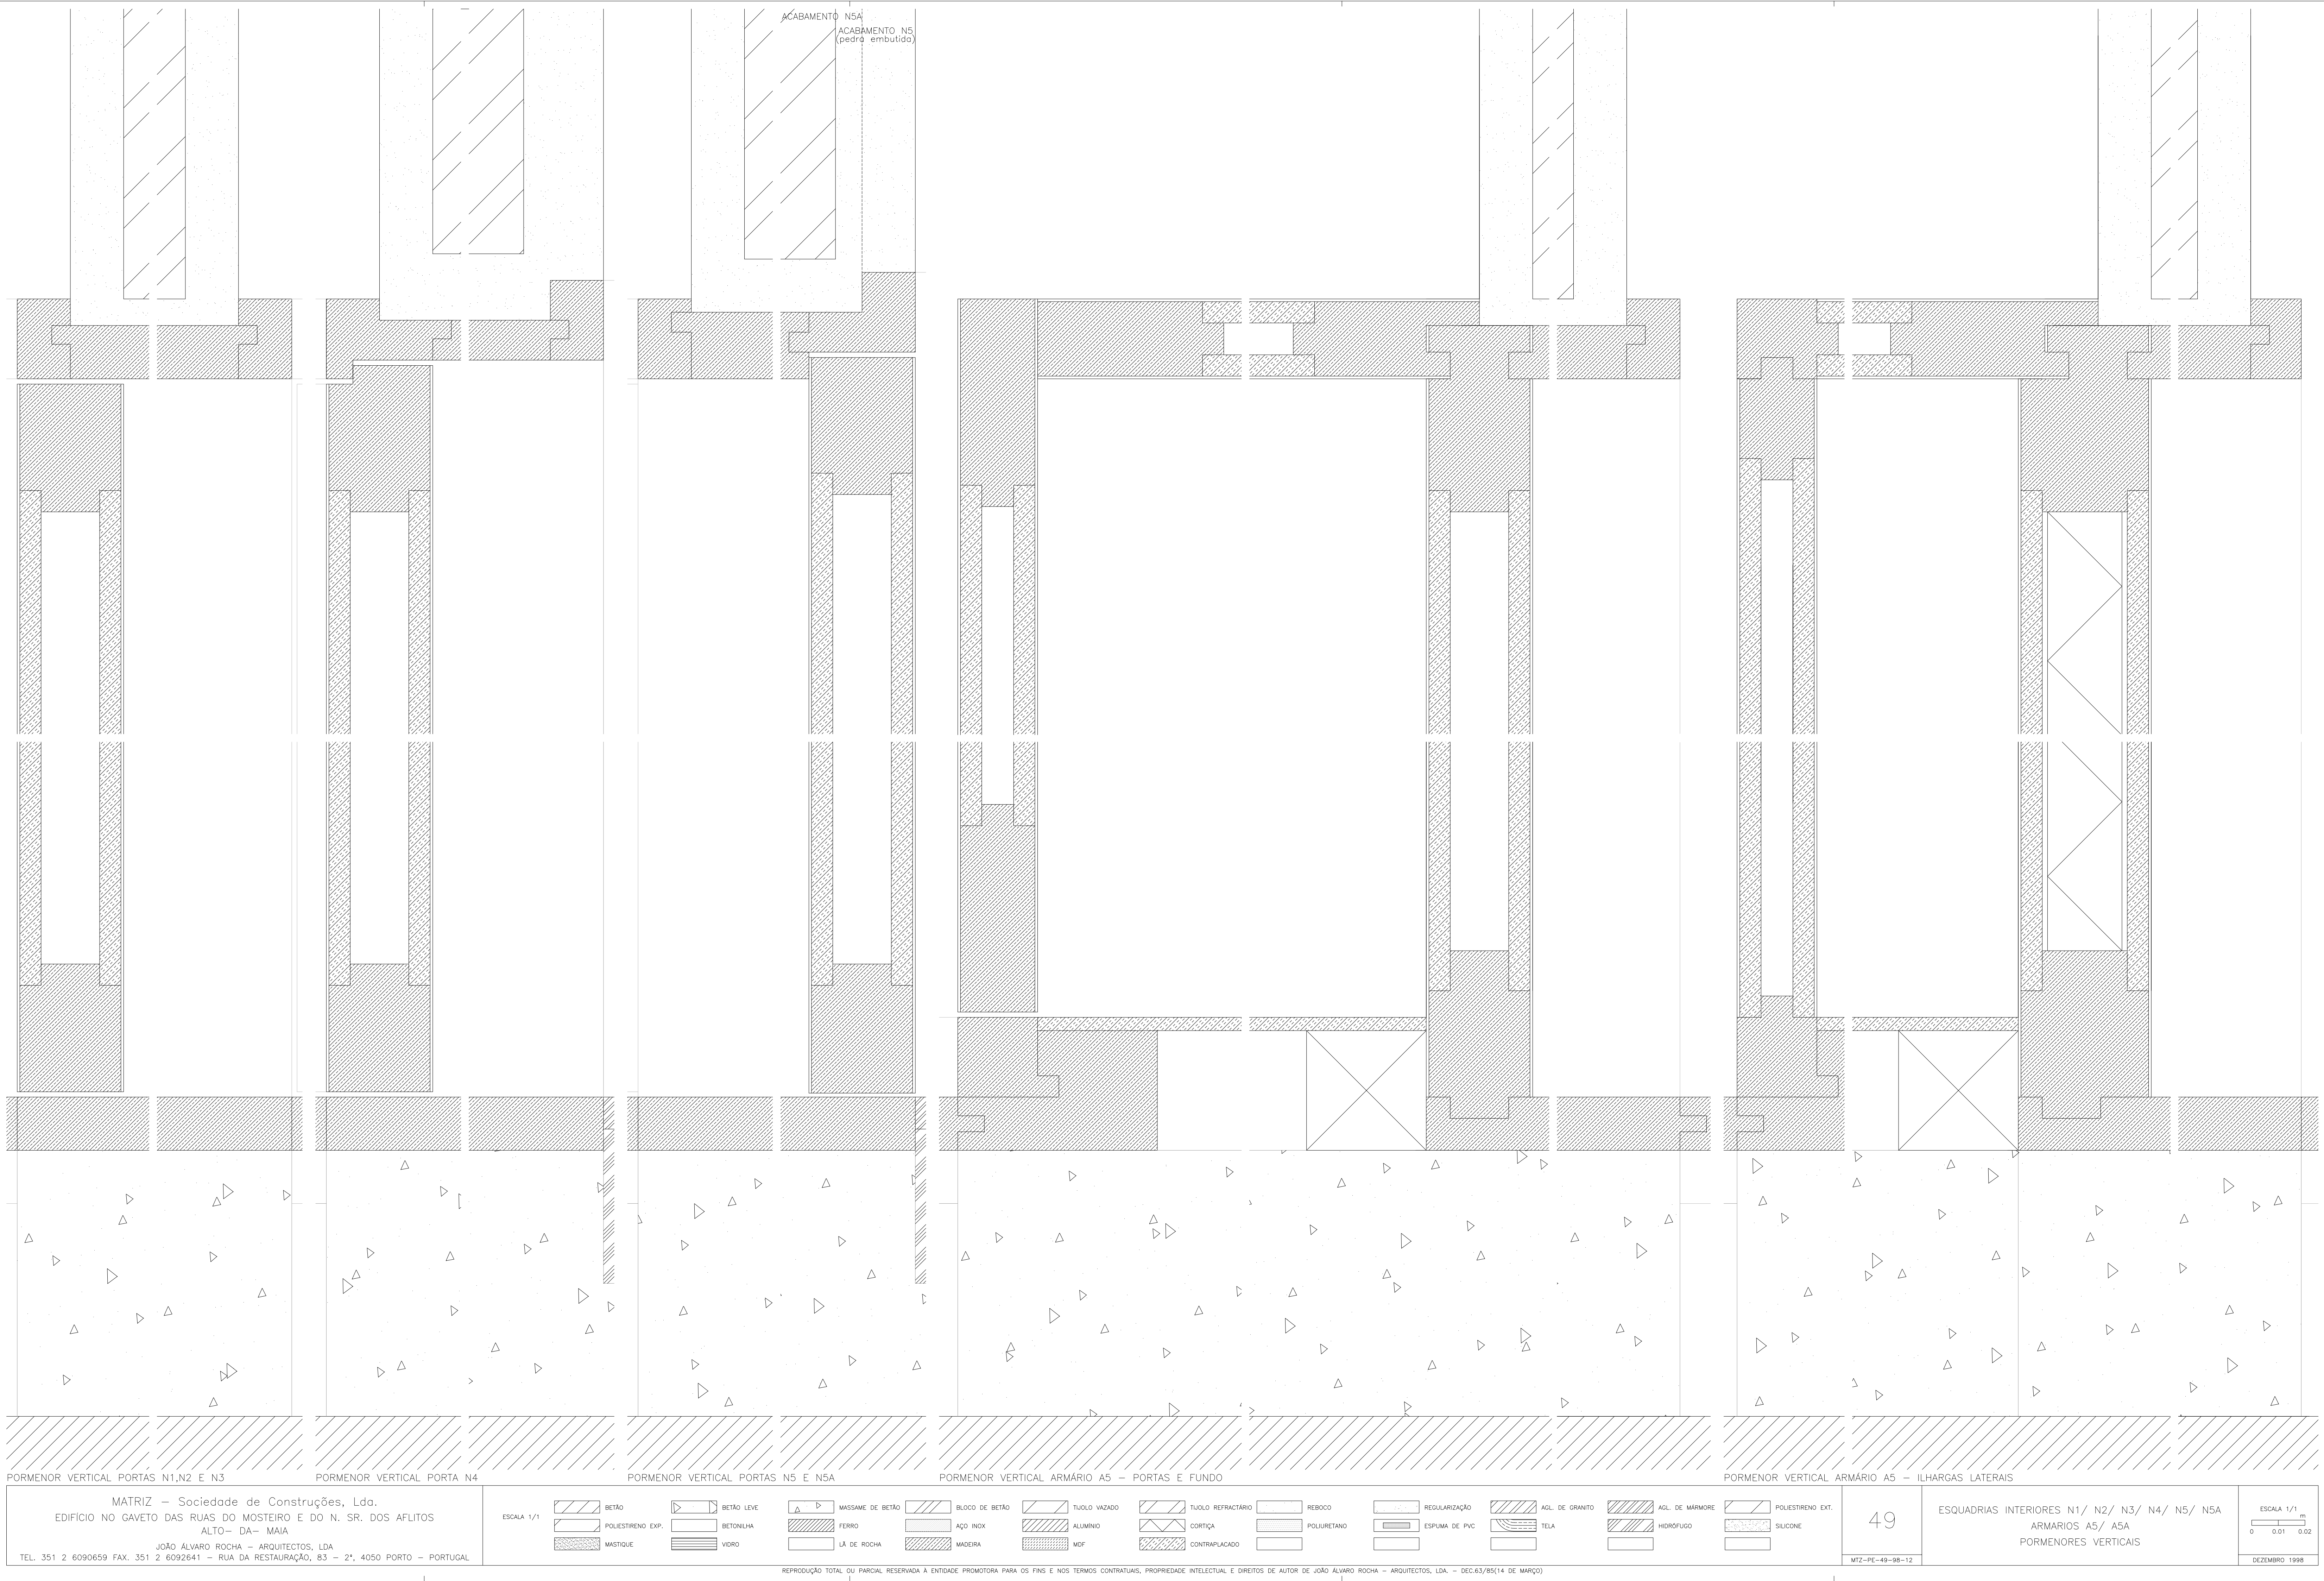 ACABAMENTO N5A
ACABAMENTO N5
(pedra embutida)
PORMENOR VERTICAL PORTAS N1,N2 E N3
PORMENOR VERTICAL PORTA N4
PORMENOR VERTICAL PORTAS N5 E N5A
PORMENOR VERTICAL ARMÁRIO A5 – PORTAS E FUNDO
PORMENOR VERTICAL ARMÁRIO A5 – ILHARGAS LATERAIS
MATRIZ – Sociedade de Construções, Lda.
EDIFÍCIO NO GAVETO DAS RUAS DO MOSTEIRO E DO N. SR. DOS AFLITOS
ALTO– DA– MAIA
JOÃO ÁLVARO ROCHA – ARQUITECTOS, LDA
TEL. 351 2 6090659 FAX. 351 2 6092641 – RUA DA RESTAURAÇÃO, 83 – 2º, 4050 PORTO – PORTUGAL
ESCALA 1/1
BETÃO
BETÃO LEVE
MASSAME DE BETÃO
BLOCO DE BETÃO
TIJOLO VAZADO
TIJOLO REFRACTÁRIO
REBOCO
REGULARIZAÇÃO
AGL. DE GRANITO
AGL. DE MÁRMORE
POLIESTIRENO EXT.
POLIESTIRENO EXP.
BETONILHA
FERRO
AÇO INOX
ALUMÍNIO
CORTIÇA
POLIURETANO
ESPUMA DE PVC
TELA
HIDRÓFUGO
SILICONE
MASTIQUE
VIDRO
LÃ DE ROCHA
MADEIRA
MDF
CONTRAPLACADO
49
MTZ–PE–49–98–12
ESQUADRIAS INTERIORES N1/ N2/ N3/ N4/ N5/ N5A
ARMARIOS A5/ A5A
PORMENORES VERTICAIS
ESCALA 1/1
m
0 0.01 0.02
DEZEMBRO 1998
REPRODUÇÃO TOTAL OU PARCIAL RESERVADA À ENTIDADE PROMOTORA PARA OS FINS E NOS TERMOS CONTRATUAIS, PROPRIEDADE INTELECTUAL E DIREITOS DE AUTOR DE JOÃO ÁLVARO ROCHA – ARQUITECTOS, LDA. – DEC.63/85(14 DE MARÇO)